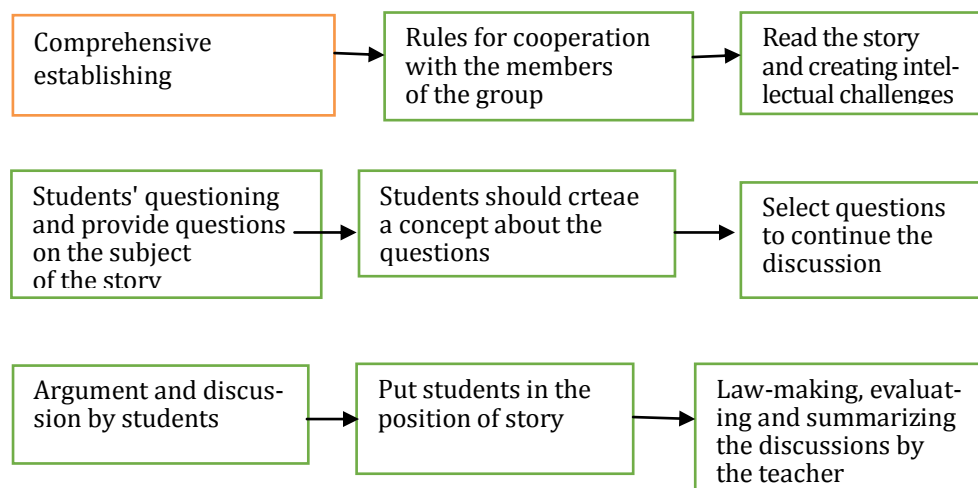 Comprehensive
establishing
Rules for cooperation
with the members
of the group
Read the story
and creating intel-
lectual challenges
Students' questioning
and provide questions
on the subject
of the story
Students should crteae
a concept about the
questions
Select questions
to continue the
discussion
Argument and discus-
sion by students
Put students in the
position of story
Law-making, evaluat-
ing and summarizing
the discussions by
the teacher